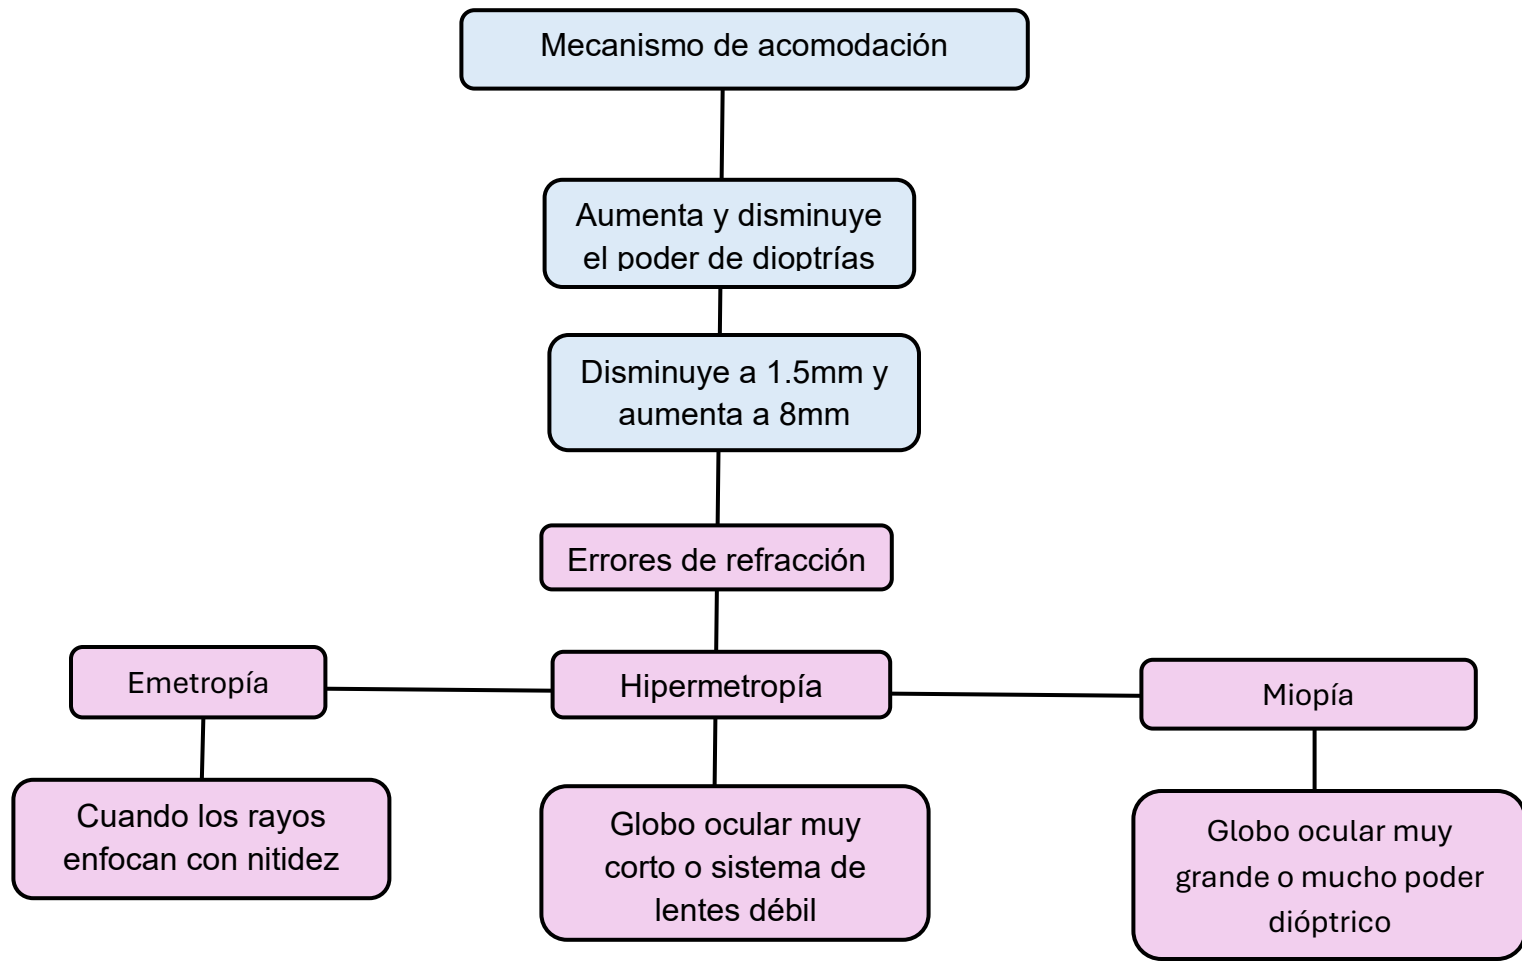 Mecanismo de acomodación
Aumenta y disminuye
el poder de dioptrías
Disminuye a 1.5mm y
aumenta a 8mm
Errores de refracción
Emetropía
Hipermetropía
Miopía
Cuando los rayos
enfocan con nitidez
Globo ocular muy
corto o sistema de
lentes débil
Globo ocular muy
grande o mucho poder
dióptrico